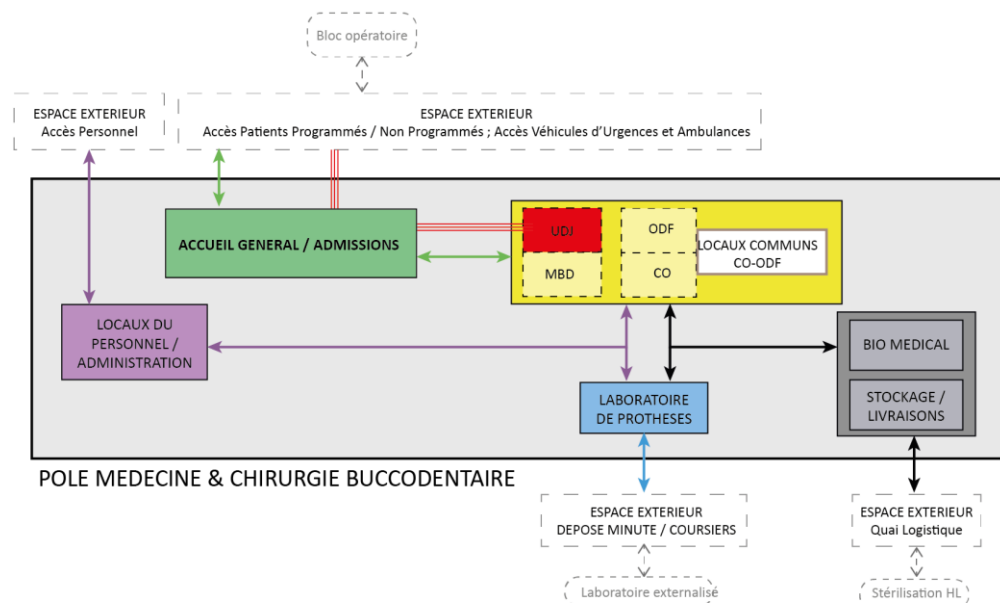 Bloc opératoire
ESPACE EXTERIEUR
Accès Personnel
ESPACE EXTERIEUR
Accès Patients Programmés / Non Programmés ; Accès Véhicules d'Urgences et Ambulances
ACCUEIL GENERAL / ADMISSIONS
UDJ
ODF
MBD
CO
LOCAUX COMMUNS
CO-ODF
LOCAUX DU
PERSONNEL /
ADMINISTRATION
BIO MEDICAL
STOCKAGE /
LIVRAISONS
LABORATOIRE
DE PROTHESES
POLE MEDECINE & CHIRURGIE BUCCODENTAIRE
ESPACE EXTERIEUR
DEPOSE MINUTE / COURSIERS
ESPACE EXTERIEUR
Quai Logistique
Laboratoire externalisé
Stérilisation HL